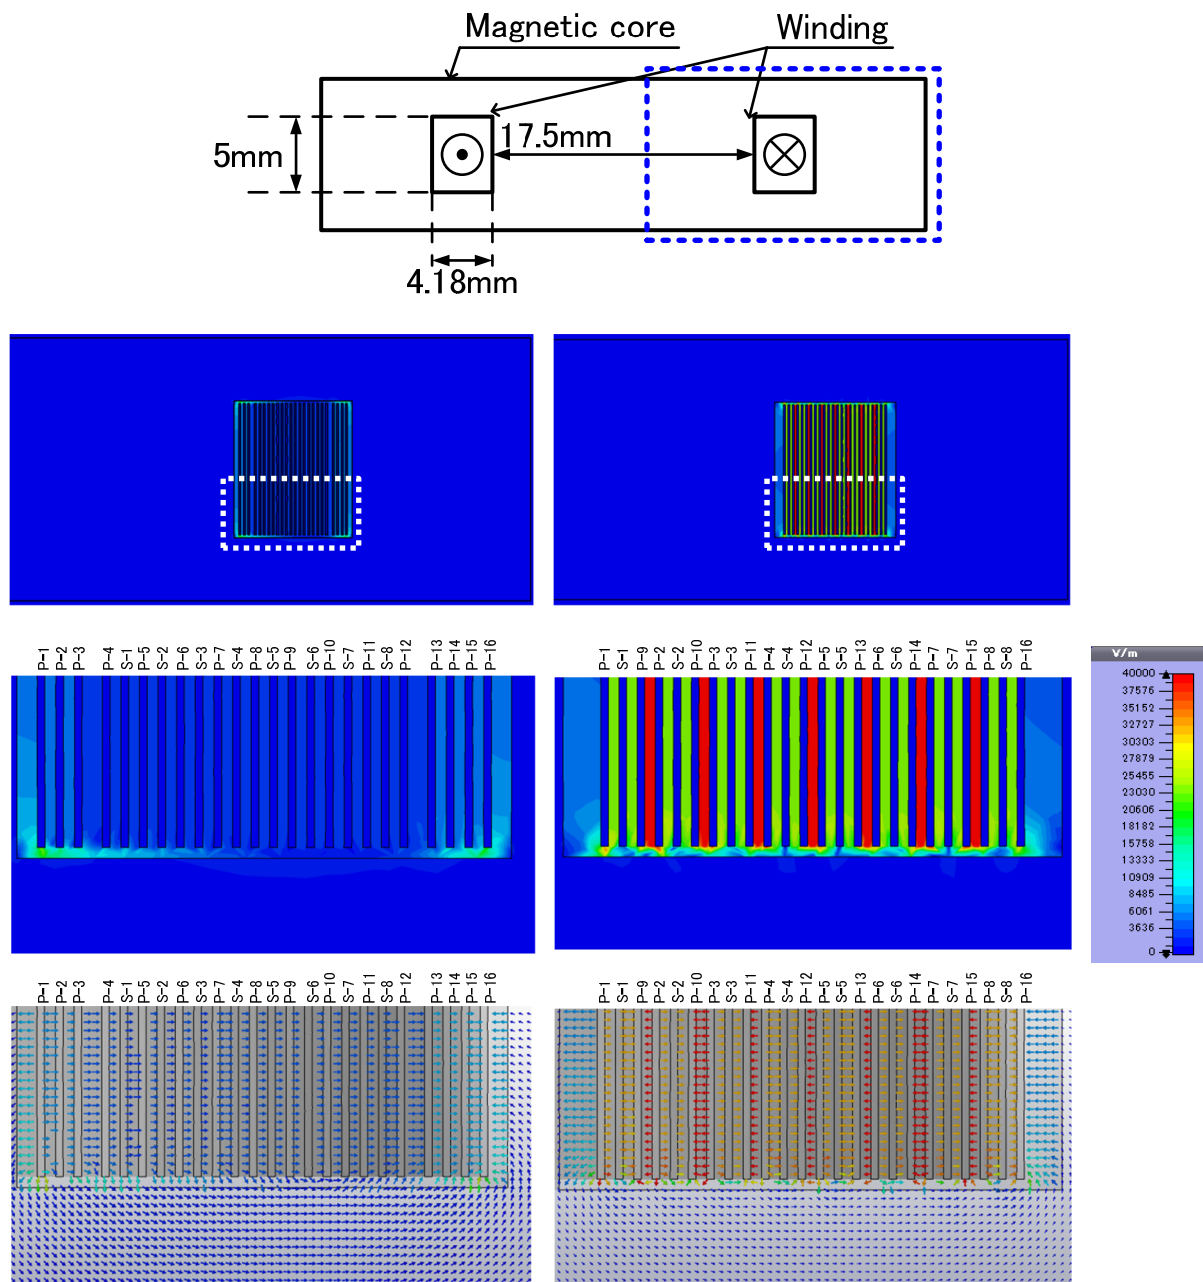 Magnetic core
Winding
5mm
17.5mm
4.18mm
P-1 P-2 P-3 P-4 S-1 P-5 S-2 P-6 S-3 P-7 S-4 P-8 S-5 P-9 S-6 P-10 S-7 P-11 S-8 P-12 P-13 P-14 P-15 P-16
P-1 S-1 P-9 P-2 S-2 P-10 P-3 S-3 P-11 P-4 S-4 P-12 P-5 S-5 P-13 P-6 S-6 P-14 P-7 S-7 P-15 P-8 S-8 P-16
V/m
40000
37576
35152
32727
30303
27879
25455
23030
20606
18182
15758
13333
10909
8485
6061
3636
0
P-1 P-2 P-3 P-4 S-1 P-5 S-2 P-6 S-3 P-7 S-4 P-8 S-5 P-9 S-6 P-10 S-7 P-11 S-8 P-12 P-13 P-14 P-15 P-16
P-1 S-1 P-9 P-2 S-2 P-10 P-3 S-3 P-11 P-4 S-4 P-12 P-5 S-5 P-13 P-6 S-6 P-14 P-7 S-7 P-15 P-8 S-8 P-16